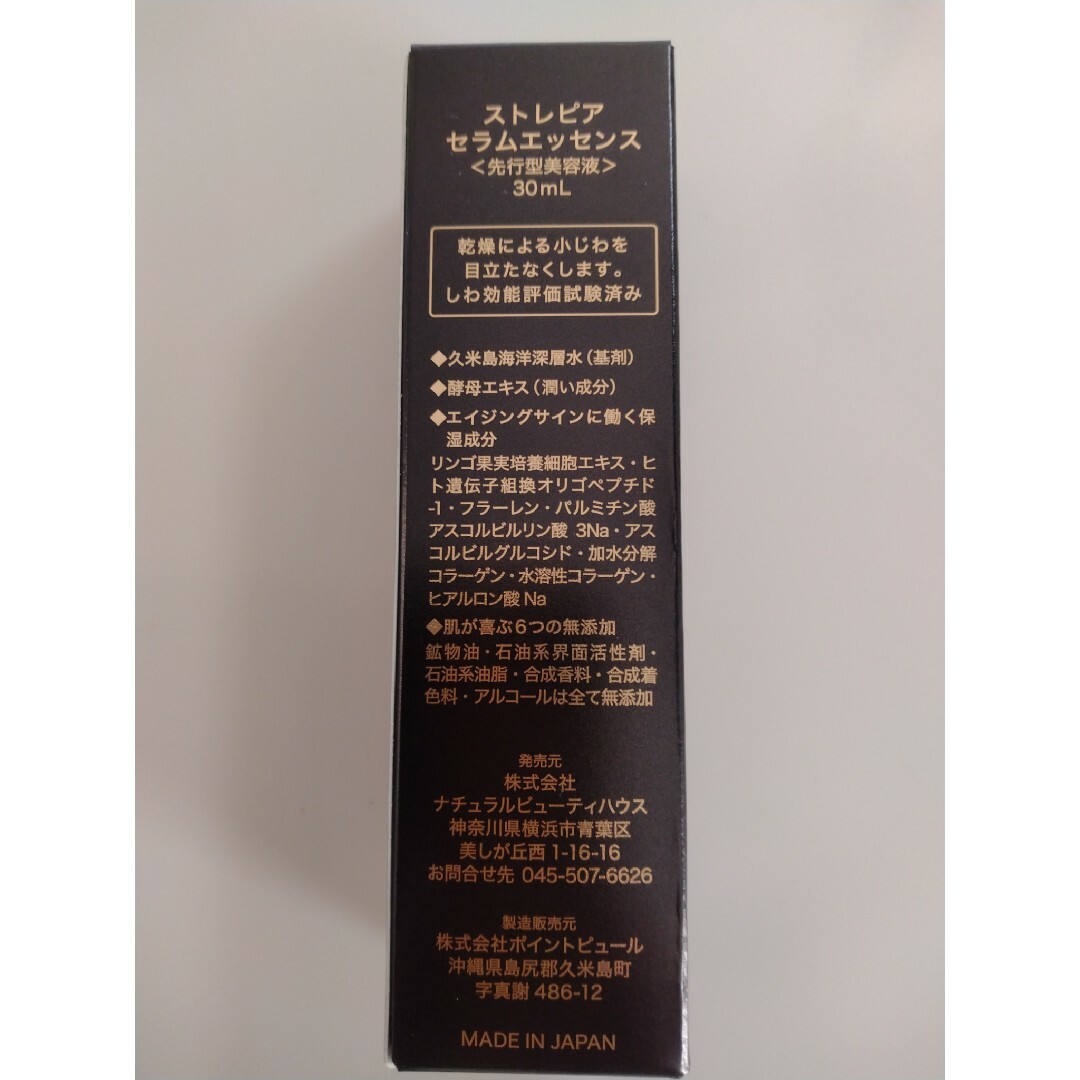 ストレピア
セラムエッセンス
<先行型美容液>
30mL
乾燥による小じわを
目立たなくします。
しわ効能評価試験済み
◆久米島海洋深層水(基剤)
◆酵母エキス(潤い成分)
◆エイジングサインに働く保
湿成分
リンゴ果実培養細胞エキス・ヒ
ト遺伝子組換オリゴペプチド
-1・フラーレン・パルミチン酸
アスコルビルリン酸 3Na・アス
コルビルグルコシド・加水分解
コラーゲン・水溶性コラーゲン・
ヒアルロン酸 Na
◆肌が喜ぶ6つの無添加
鉱物油・石油系界面活性剤・
石油系油脂・合成香料・合成着
色料・アルコールは全て無添加
発売元
株式会社
ナチュラルビューティハウス
神奈川県横浜市青葉区
美しが丘西 1-16-16
お問合せ先 045-507-6626
製造販売元
株式会社ポイントピュール
沖縄県島尻郡久米島町
字真謝 486-12
MADE IN JAPAN